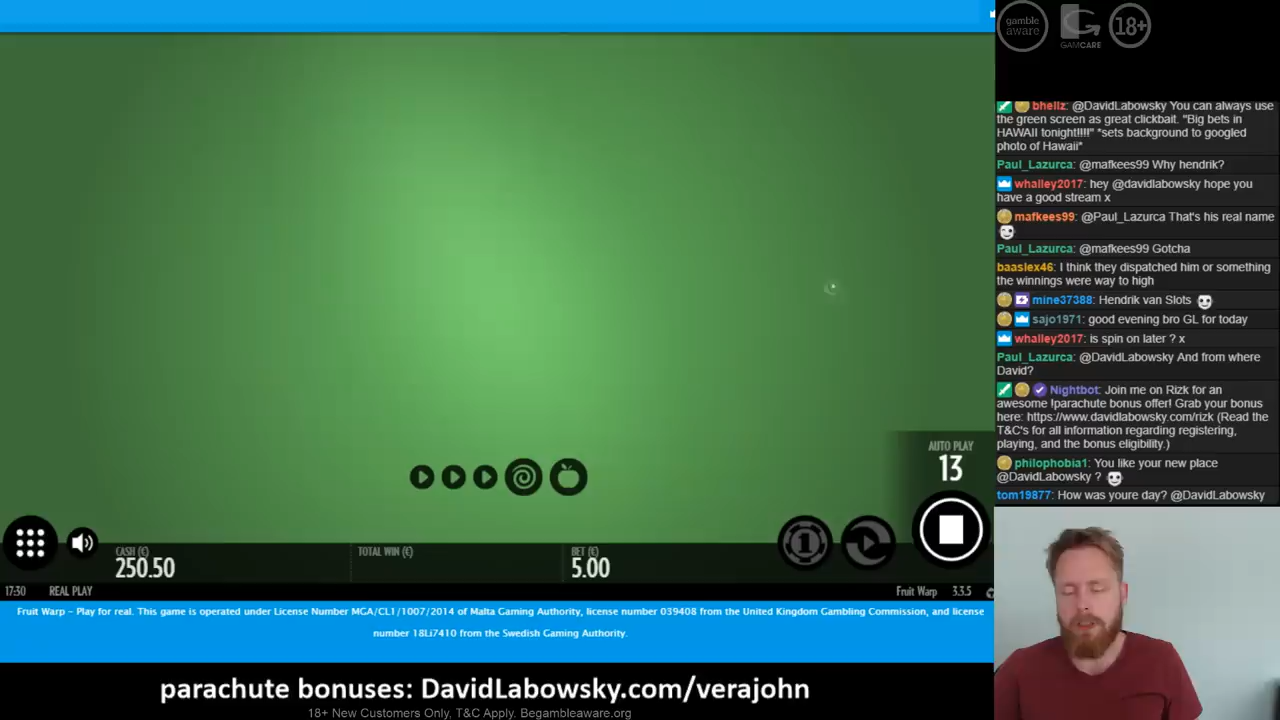 gamble
aware
GAMCARE
18+
bhellz: @DavidLabowsky You can always use
the green screen as great clickbait. "Big bets in
HAWAII tonight!!!!!" *sets background to googled
photo of Hawaii*
Paul_Lazurca: @mafkees99 Why hendrik?
whalley2017: hey @davidlabowsky hope you
have a good stream x
mafkees99: @Paul_Lazurca That's his real name
Paul_Lazurca: @mafkees99 Gotcha
baaslex46: I think they dispatched him or something
the winnings were way to high
mine37388: Hendrik van Slots
sajo1971: good evening bro GL for today
whalley2017: is spin on later ? x
Paul_Lazurca: @DavidLabowsky And from where
David?
Nightbot: Join me on Rizk for an
awesome !parachute bonus offer! Grab your bonus
here: https://www.davidlabowsky.com/rizk (Read the
T&C's for all information regarding registering,
playing, and the bonus eligibility.)
philophobia1: You like your new place
@DavidLabowsky ?
tom19877: How was youre day? @DavidLabowsky
AUTO PLAY
13
1
CASH (€)
250.50
TOTAL WIN (€)
BET (€)
5.00
17:30 REAL PLAY
Fruit Warp 3.3.5
Fruit Warp - Play for real. This game is operated under License Number MGA/CL1/1007/2014 of Malta Gaming Authority, license number 039408 from the United Kingdom Gambling Commission, and license
number 18Li7410 from the Swedish Gaming Authority.
parachute bonuses: DavidLabowsky.com/verajohn
18+ New Customers Only, T&C Apply. Begambleaware.org